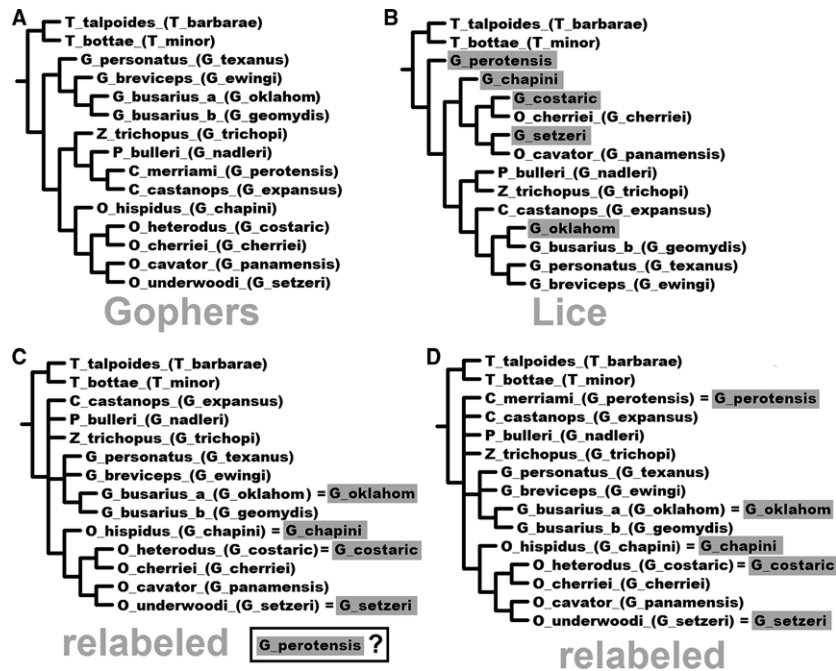 A
T_talpoides_(T_barbarae)
T_bottae_(T_minor)
G_personatus_(G_texanus)
G_breviceps_(G_ewingi)
G_busarius_a_(G_oklahom)
G_busarius_b_(G_geomydis)
Z_trichopus_(G_trichopi)
P_bulleri_(G_nadleri)
C_merriami_(G_perotensis)
C_castanops_(G_expansus)
O_hispidus_(G_chapini)
O_heterodus_(G_costaric)
O_cherriei_(G_cherriei)
O_cavator_(G_panamensis)
O_underwoodi_(G_setzeri)
Gophers
B
T_talpoides_(T_barbarae)
T_bottae_(T_minor)
G_perotensis
G_chapini
G_costaric
O_cherriei_(G_cherriei)
G_setzeri
O_cavator_(G_panamensis)
P_bulleri_(G_nadleri)
Z_trichopus_(G_trichopi)
C_castanops_(G_expansus)
G_oklahom
G_busarius_b_(G_geomydis)
G_personatus_(G_texanus)
G_breviceps_(G_ewingi)
Lice
C
T_talpoides_(T_barbarae)
T_bottae_(T_minor)
C_castanops_(G_expansus)
P_bulleri_(G_nadleri)
Z_trichopus_(G_trichopi)
G_personatus_(G_texanus)
G_breviceps_(G_ewingi)
G_busarius_a_(G_oklahom) = G_oklahom
G_busarius_b_(G_geomydis)
O_hispidus_(G_chapini) = G_chapini
O_heterodus_(G_costaric)= G_costaric
O_cherriei_(G_cherriei)
O_cavator_(G_panamensis)
O_underwoodi_(G_setzeri) = G_setzeri
relabeled G_perotensis ?
D
T_talpoides_(T_barbarae)
T_bottae_(T_minor)
C_merriami_(G_perotensis) = G_perotensis
C_castanops_(G_expansus)
P_bulleri_(G_nadleri)
Z_trichopus_(G_trichopi)
G_personatus_(G_texanus)
G_breviceps_(G_ewingi)
G_busarius_a_(G_oklahom) = G_oklahom
G_busarius_b_(G_geomydis)
O_hispidus_(G_chapini) = G_chapini
O_heterodus_(G_costaric) = G_costaric
O_cherriei_(G_cherriei)
O_cavator_(G_panamensis)
O_underwoodi_(G_setzeri) = G_setzeri
relabeled